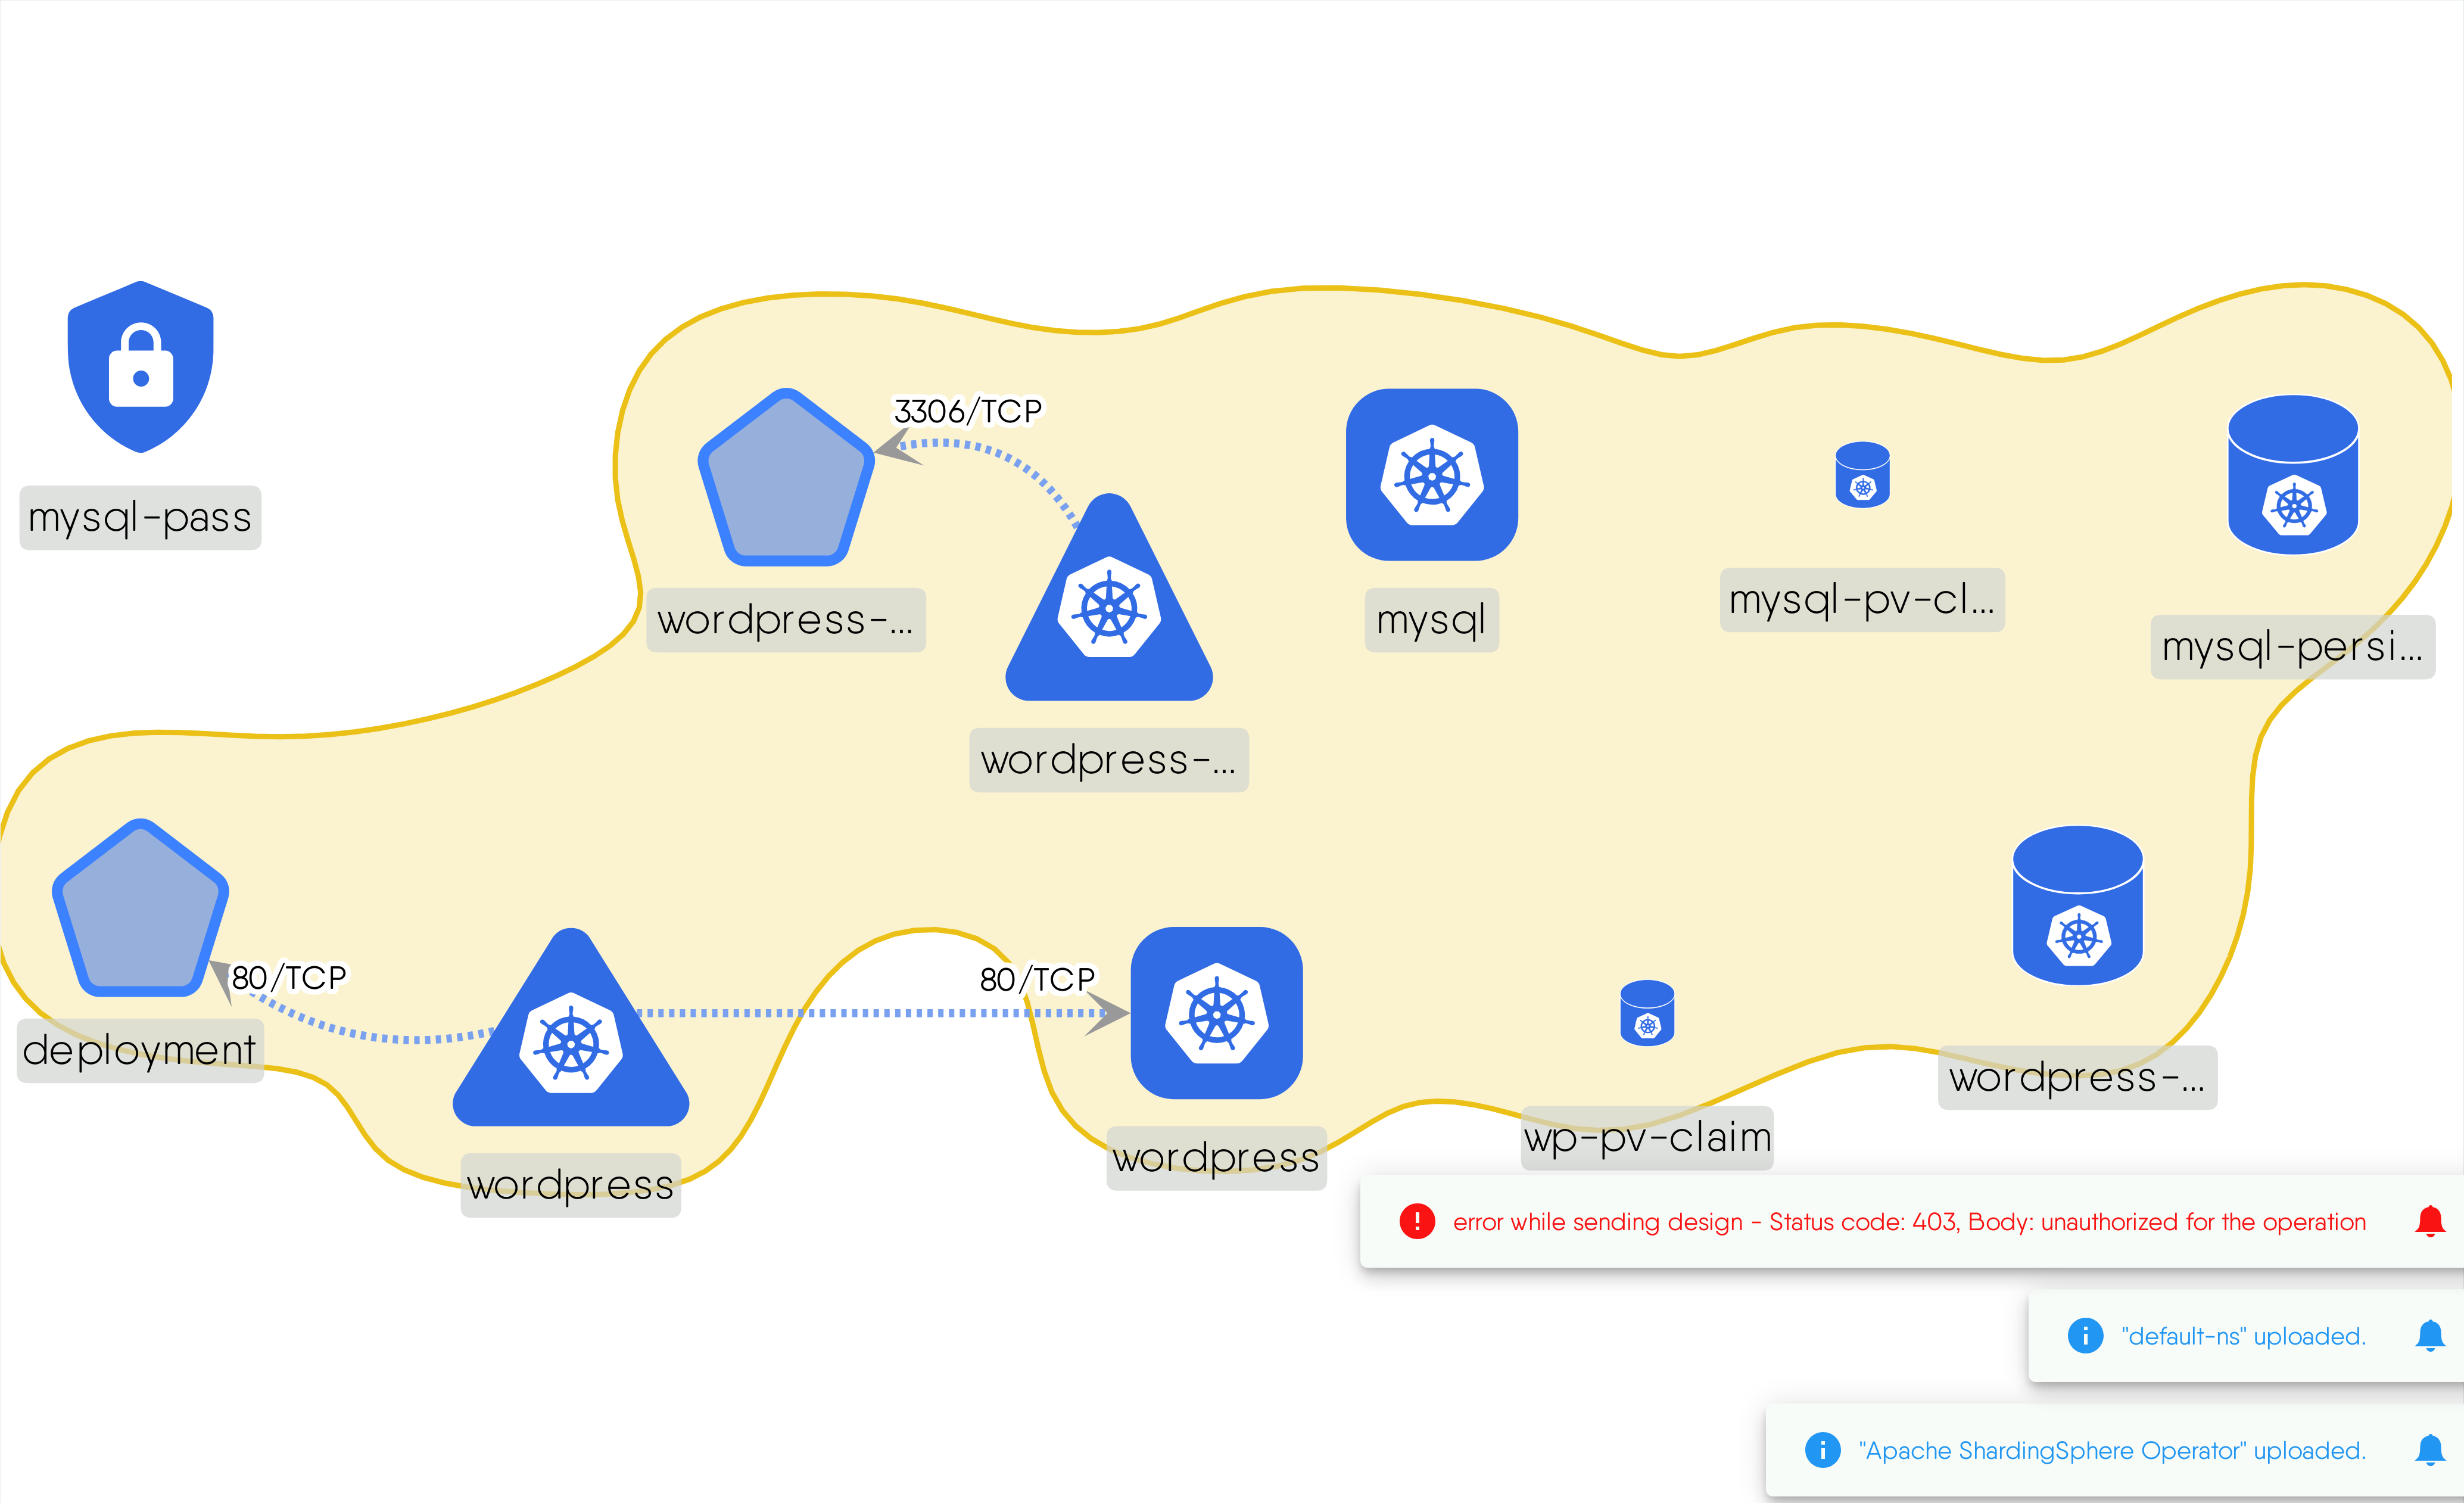 3306/TCP
mysql-pass
wordpress-...
mysql
mysql-pv-cl...
mysql-persi...
wordpress-...
80/TCP
80/TCP
deployment
wordpress-...
wp-pv-claim
wordpress
wordpress
error while sending design - Status code: 403, Body: unauthorized for the operation
"default-ns" uploaded.
"Apache ShardingSphere Operator" uploaded.